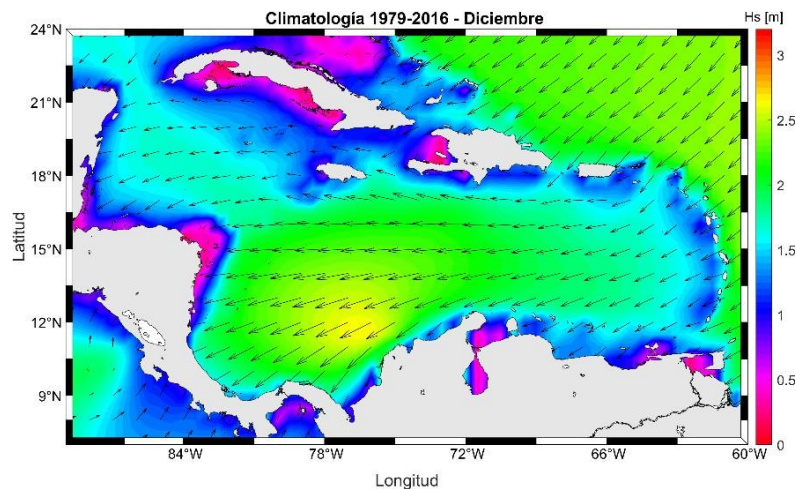 Climatología 1979-2016 - Diciembre
Hs [m]
24°N
21°N
18°N
15°N
12°N
9°N
Latitud
84°W
78°W
72°W
66°W
60°W
Longitud
3
2.5
2
1.5
1
0.5
0